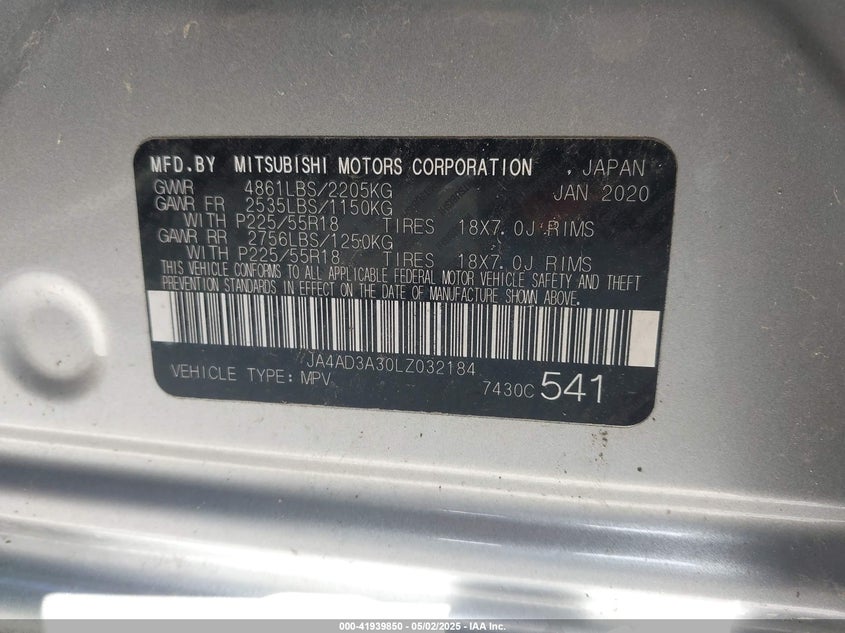 MFD.BY MITSUBISHI MOTORS CORPORATION , JAPAN
GVWR 4861LBS/2205KG JAN 2020
GAWR FR 2535LBS/1150KG
WITH P225/55R18 TIRES 18X7.0J RIMS
GAWR RR 2756LBS/1250KG
WITH P225/55R18 TIRES 18X7.0J RIMS
THIS VEHICLE CONFORMS TO ALL APPLICABLE FEDERAL MOTOR VEHICLE SAFETY AND THEFT
PREVENTION STANDARDS IN EFFECT ON THE DATE OF MANUFACTURE SHOWN ABOVE.
JA4AD3A30LZ032184
VEHICLE TYPE: MPV 7430C 541
000-41939850 - 05/02/2025 - IAA Inc.